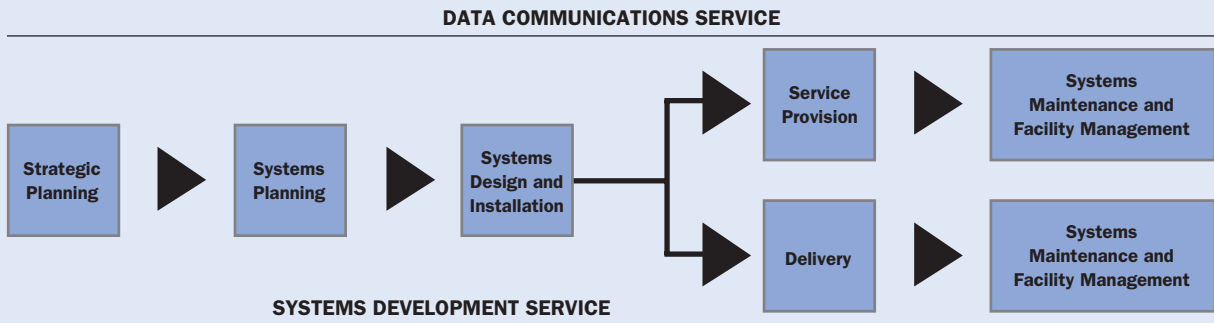 DATA COMMUNICATIONS SERVICE
Strategic
Planning
Systems
Planning
Systems
Design and
Installation
Service
Provision
Systems
Maintenance and
Facility Management
Delivery
Systems
Maintenance and
Facility Management
SYSTEMS DEVELOPMENT SERVICE